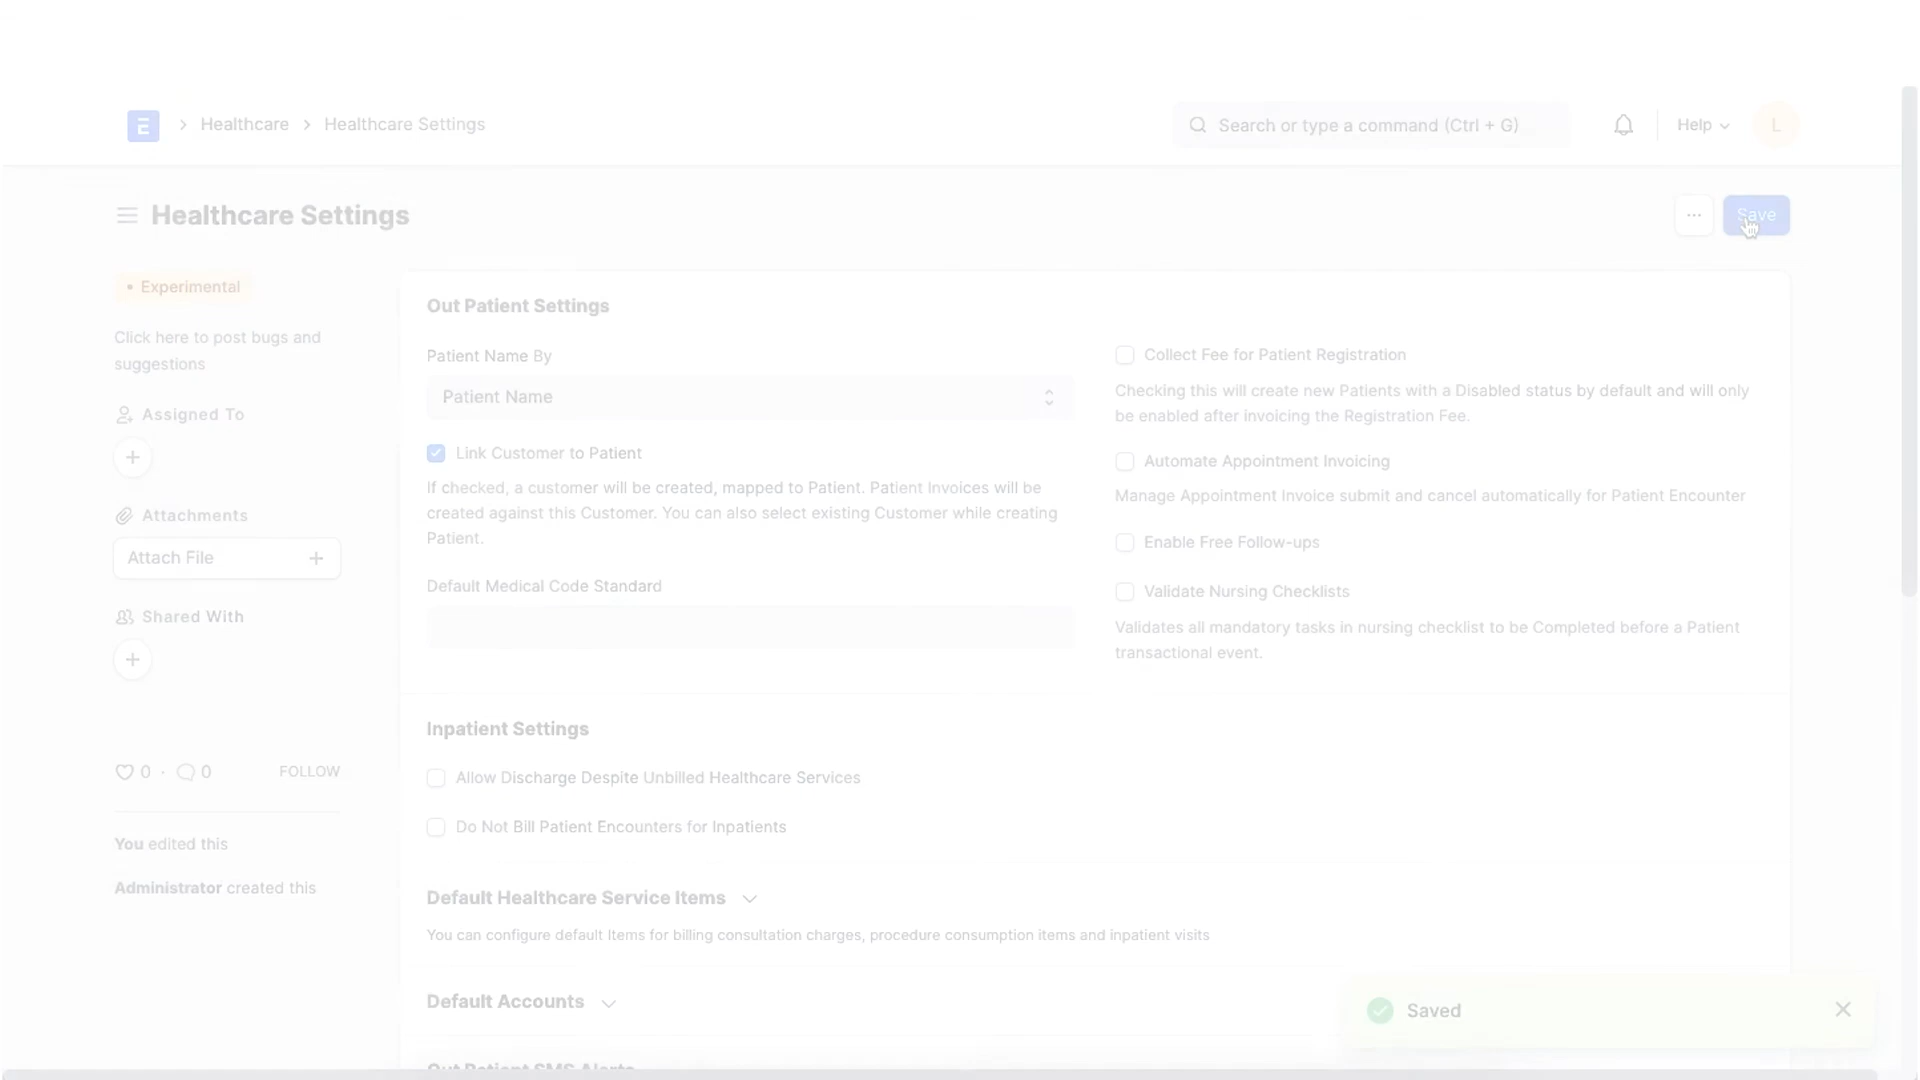 E
Healthcare
Healthcare Settings
Search or type a command (Ctrl + G)
Help
L
Healthcare Settings
Save
Experimental
Click here to post bugs and
suggestions
Assigned To
Attachments
Attach File
Shared With
0 · 0
FOLLOW
You edited this
Administrator created this
Out Patient Settings
Patient Name By
Patient Name
Link Customer to Patient
If checked, a customer will be created, mapped to Patient. Patient Invoices will be
created against this Customer. You can also select existing Customer while creating
Patient.
Default Medical Code Standard
Collect Fee for Patient Registration
Checking this will create new Patients with a Disabled status by default and will only
be enabled after invoicing the Registration Fee.
Automate Appointment Invoicing
Manage Appointment Invoice submit and cancel automatically for Patient Encounter
Enable Free Follow-ups
Validate Nursing Checklists
Validates all mandatory tasks in nursing checklist to be Completed before a Patient
transactional event.
Inpatient Settings
Allow Discharge Despite Unbilled Healthcare Services
Do Not Bill Patient Encounters for Inpatients
Default Healthcare Service Items
You can configure default Items for billing consultation charges, procedure consumption items and inpatient visits
Default Accounts
Out Patient SMS Alerts
Saved